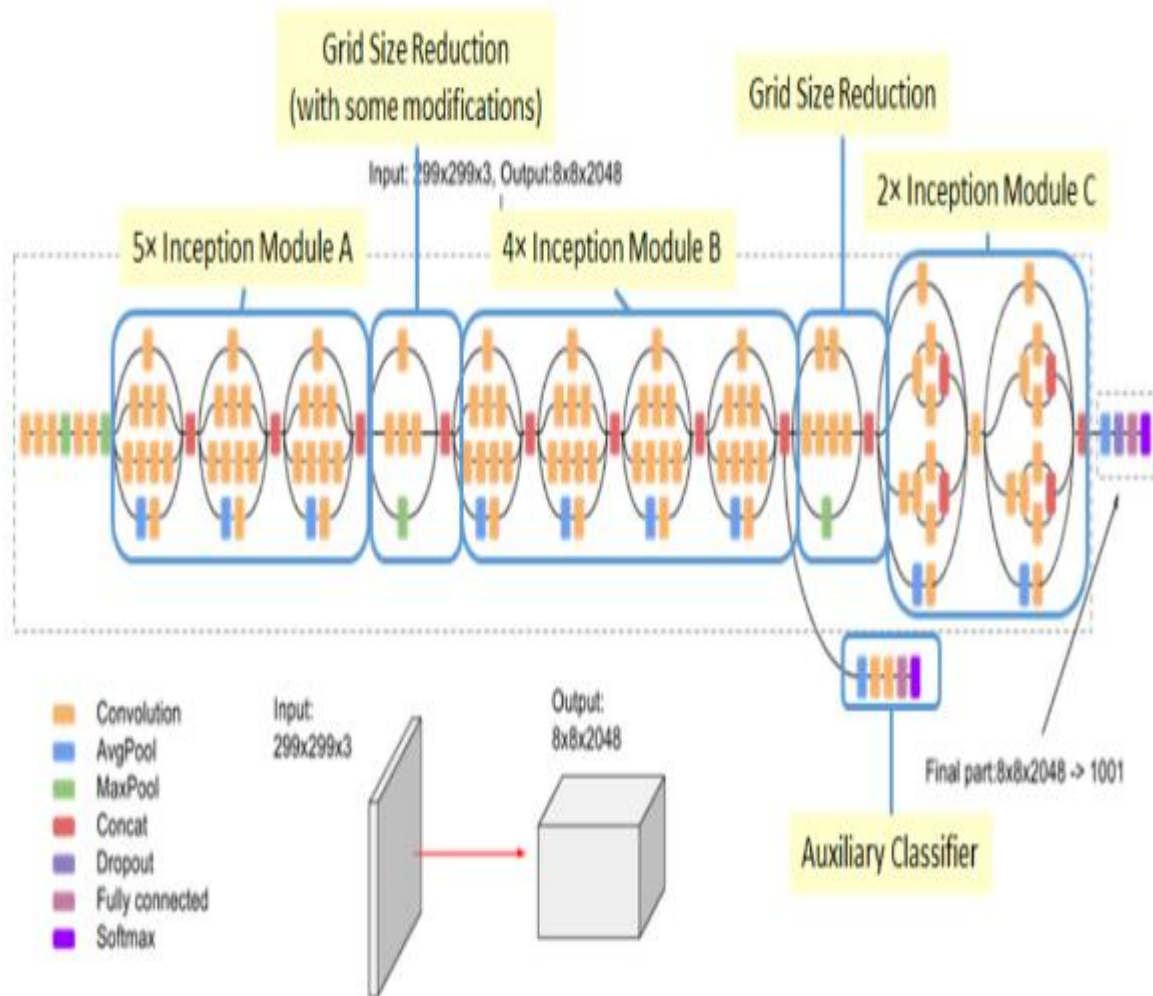 Grid Size Reduction
(with some modifications)
Grid Size Reduction
Input: 299x299x3, Output:8x8x2048
2× Inception Module C
5× Inception Module A
4× Inception Module B
Convolution
AvgPool
MaxPool
Concat
Dropout
Fully connected
Softmax
Input:
299x299x3
Output:
8x8x2048
Final part:8x8x2048 -> 1001
Auxiliary Classifier